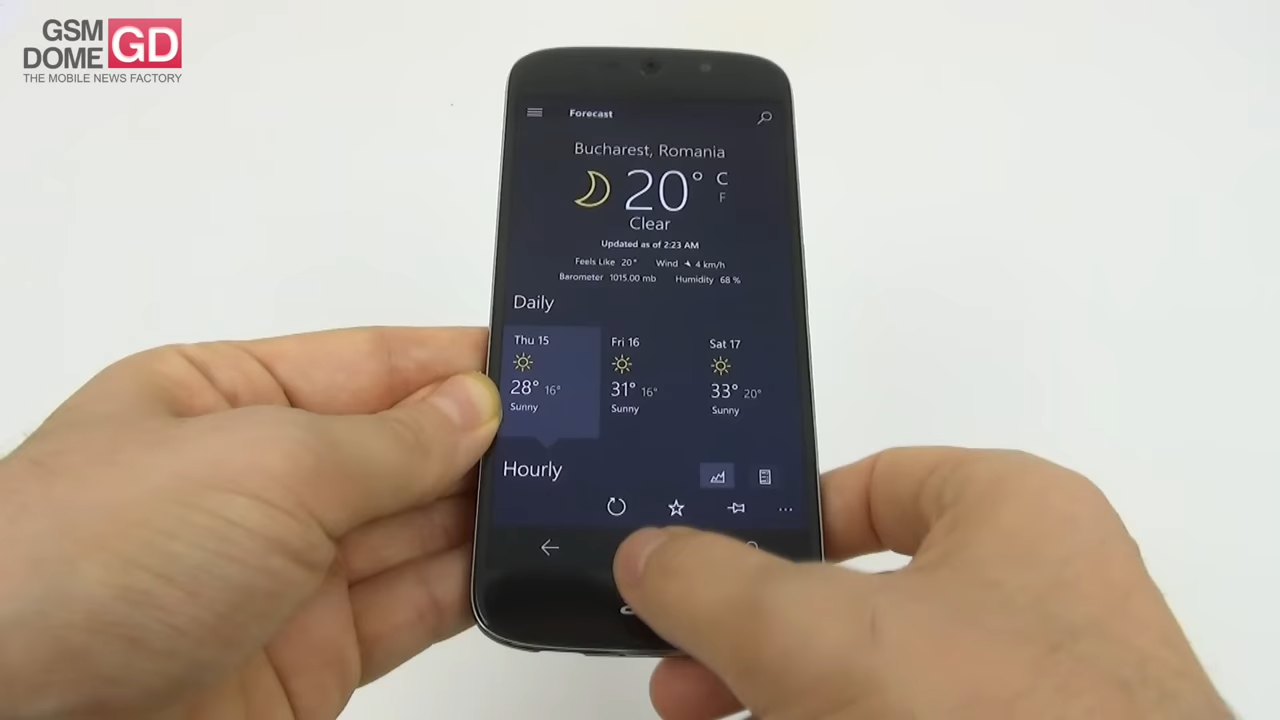 GSM
DOME GD
THE MOBILE NEWS FACTORY
Forecast
Bucharest, Romania
20° C
F
Clear
Updated as of 2:23 AM
Feels Like 20° Wind 4 km/h
Barometer 1015.00 mb Humidity 68 %
Daily
Thu 15 Fri 16 Sat 17
28° 16° 31° 16° 33° 20°
Sunny Sunny Sunny
Hourly